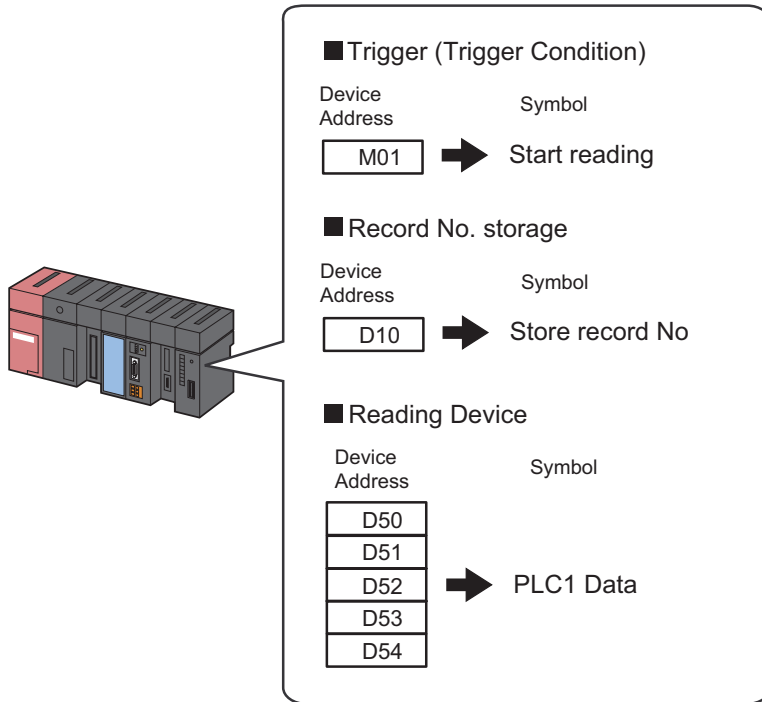 ■ Trigger (Trigger Condition)
Device
Address
Symbol
M01
Start reading
■ Record No. storage
Device
Address
Symbol
D10
Store record No
■ Reading Device
Device
Address
Symbol
D50
D51
D52
D53
D54
PLC1 Data